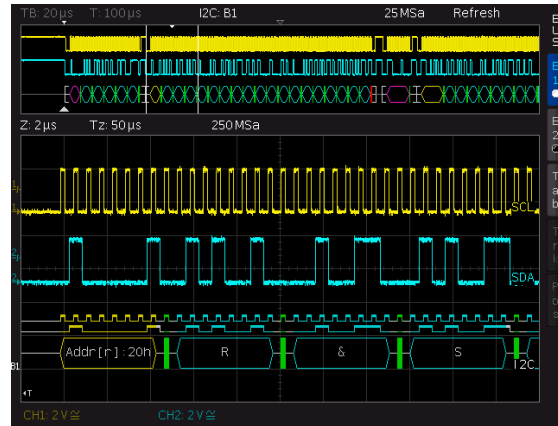 TB: 20µs T: 100µs I2C: B1 25MSa Refresh
Z: 2µs Tz: 50µs 250MSa
SCL
SDA
Addr[r]:20h R & S
B1 I2C
T
CH1: 2V CH2: 2V